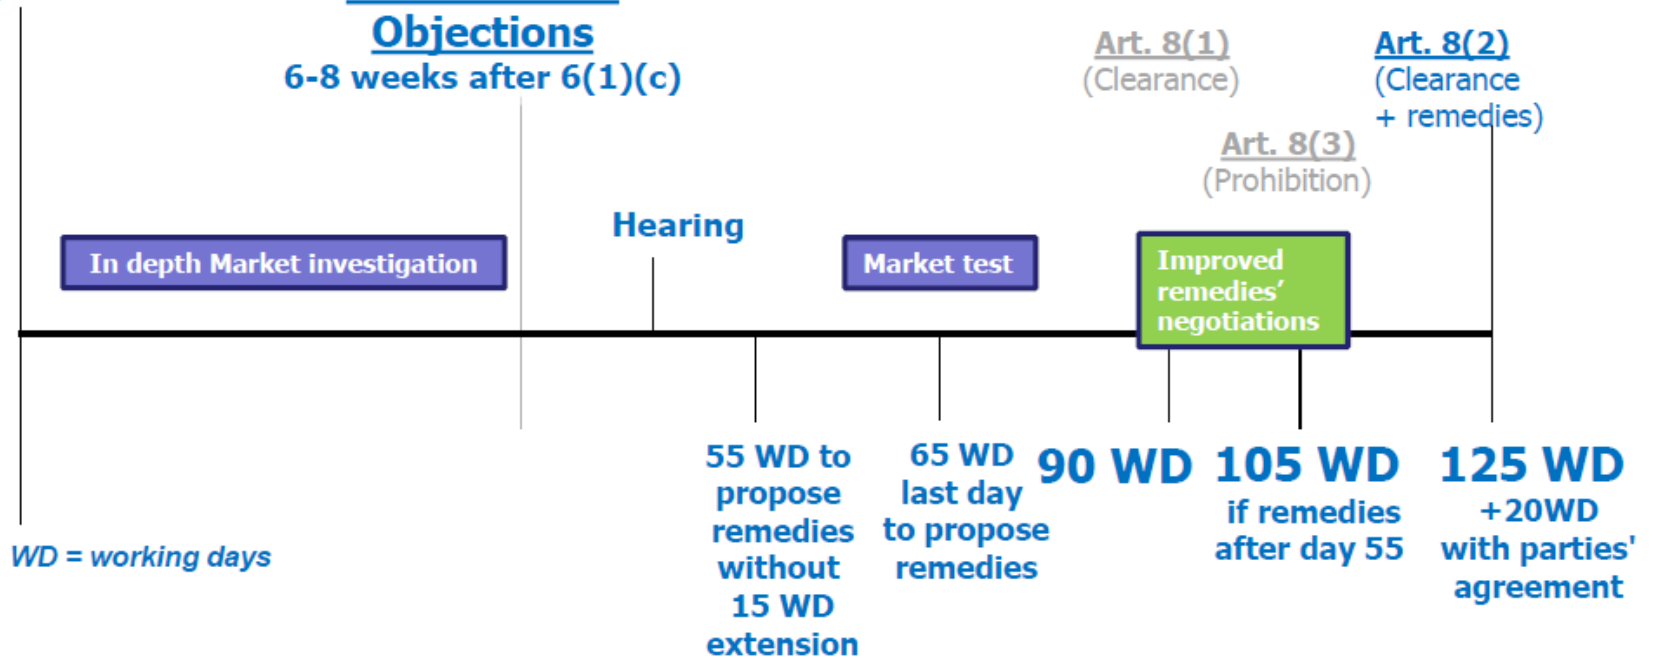 Objections
6-8 weeks after 6(1)(c)
Art. 8(1)
(Clearance)
Art. 8(2)
(Clearance
+ remedies)
Art. 8(3)
(Prohibition)
Hearing
In depth Market investigation
Market test
Improved
remedies’
negotiations
55 WD to
propose
remedies
without
15 WD
extension
65 WD
last day
to propose
remedies
90 WD
105 WD
if remedies
after day 55
125 WD
+20WD
with parties'
agreement
WD = working days